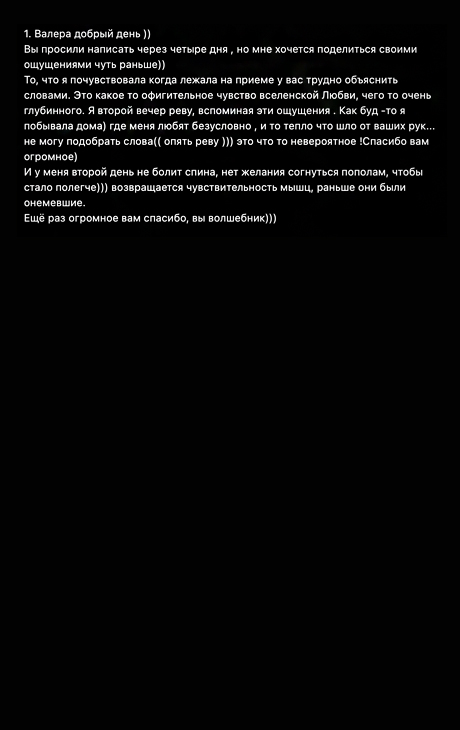 1. Валера добрый день ))
Вы просили написать через четыре дня , но мне хочется поделиться своими
ощущениями чуть раньше))
То, что я почувствовала когда лежала на приеме у вас трудно объяснить
словами. Это какое то офигительное чувство вселенской Любви, чего то очень
глубинного. Я второй вечер реву, вспоминая эти ощущения . Как буд -то я
побывала дома) где меня любят безусловно , и то тепло что шло от ваших рук...
не могу подобрать слова(( опять реву ))) это что то невероятное !Спасибо вам
огромное)
И у меня второй день не болит спина, нет желания согнуться пополам, чтобы
стало полегче))) возвращается чувствительность мышц, раньше они были
онемевшие.
Ещё раз огромное вам спасибо, вы волшебник)))